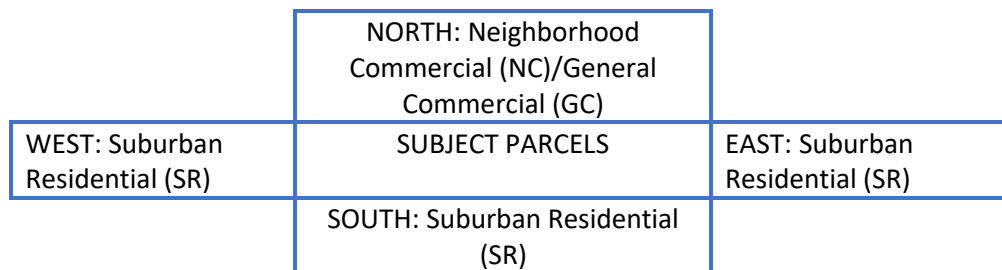 NORTH: Neighborhood
Commercial (NC)/General
Commercial (GC)
WEST: Suburban
Residential (SR)
SUBJECT PARCELS
EAST: Suburban
Residential (SR)
SOUTH: Suburban Residential
(SR)